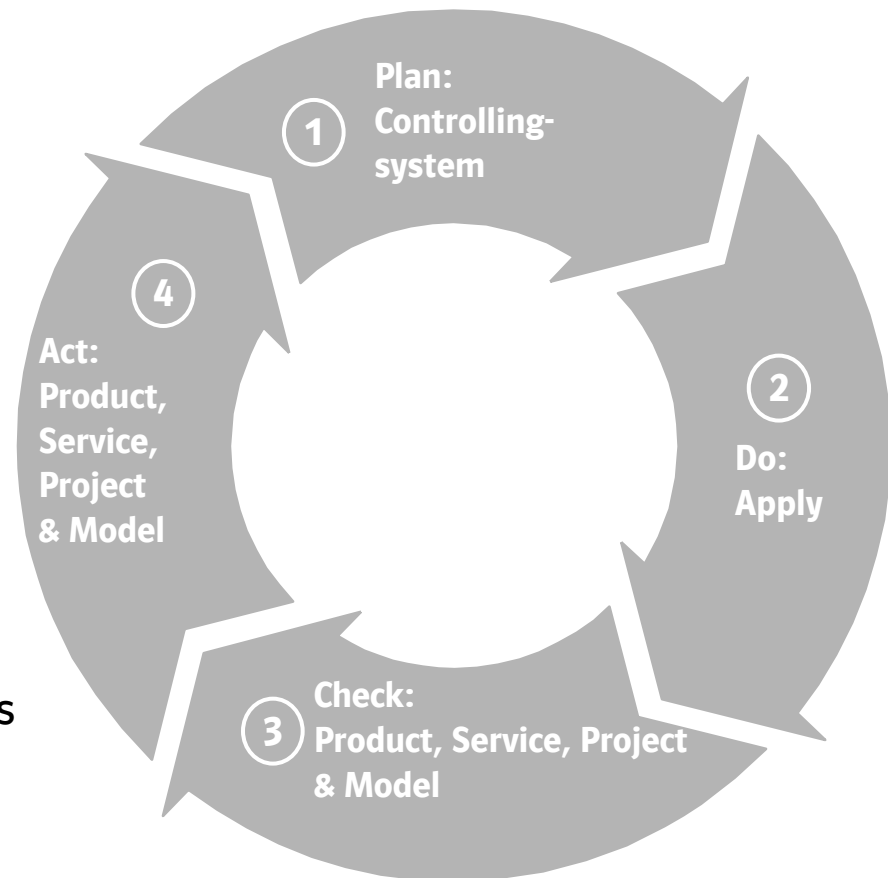 1
Plan:
Controlling-
system
2
Do:
Apply
3
Check:
Product, Service, Project
& Model
4
Act:
Product,
Service,
Project
& Model
s